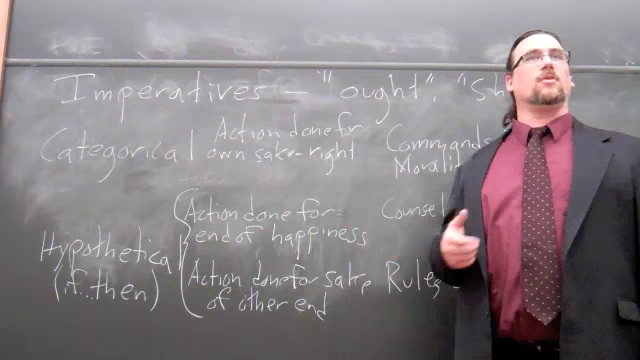 Imperatives – "ought", "Sh
Categorical Action done for own sake-right Commands Morali
Hypothetical (if...then)
Action done for end of happiness Counsel
Action done for sake of other end Rules